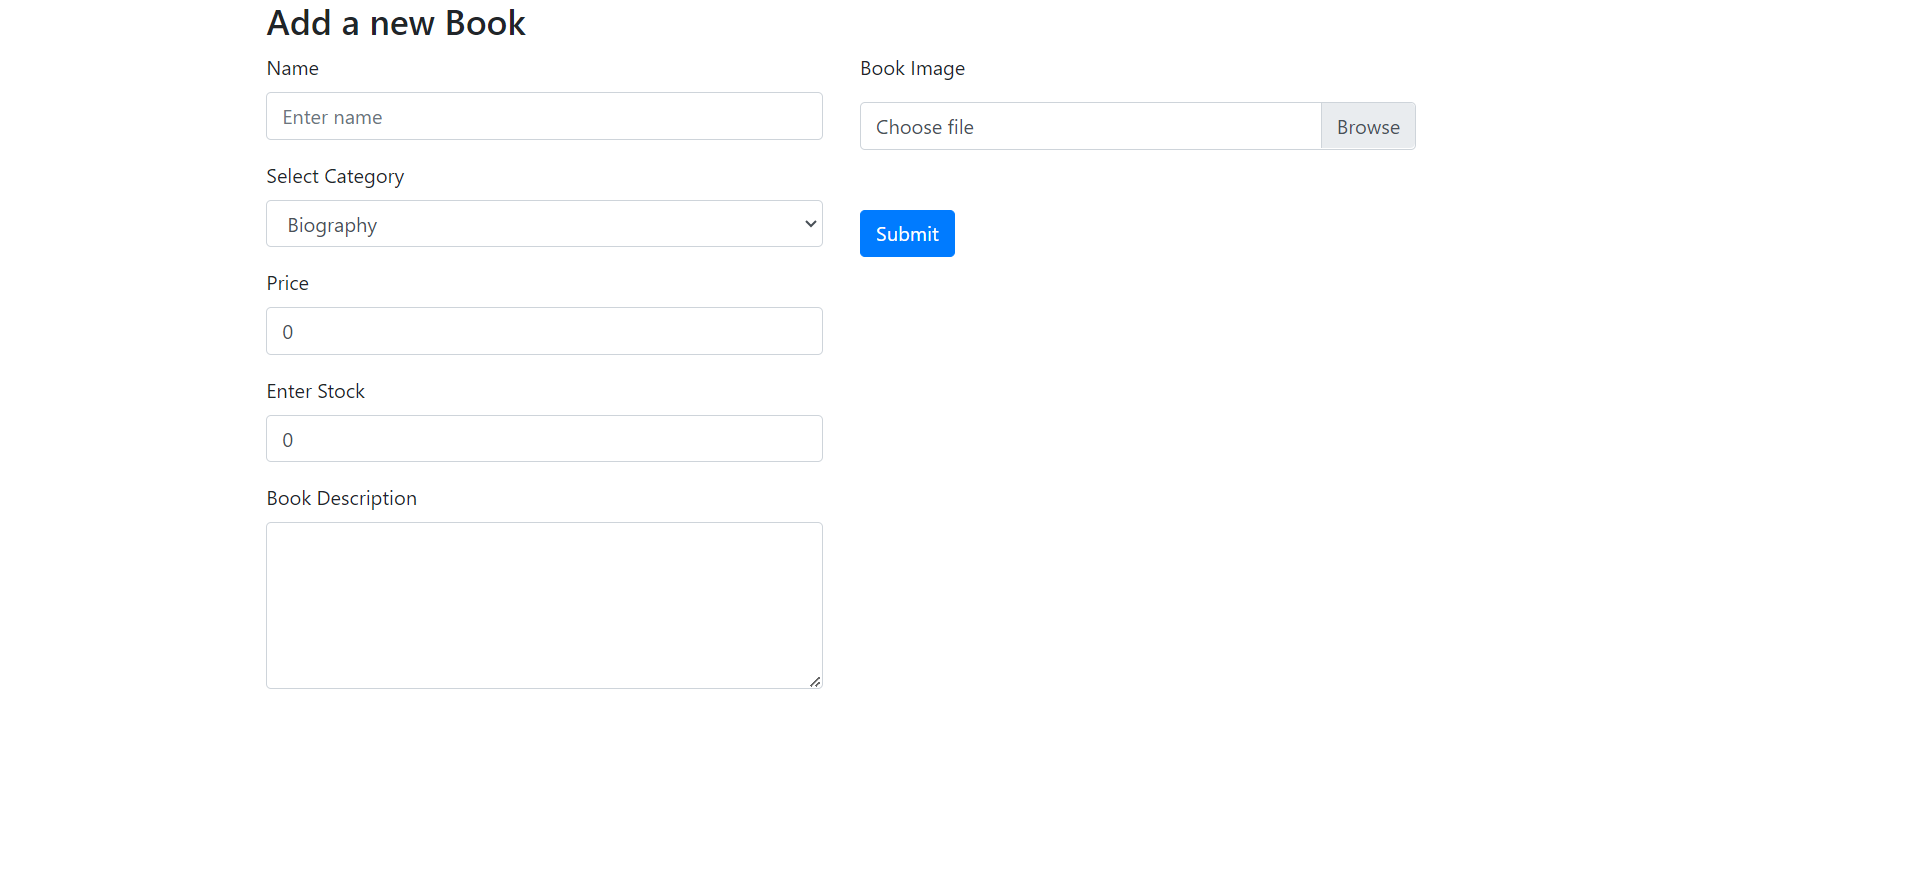 Add a new Book
Name
Enter name
Select Category
Biography
Price
0
Enter Stock
0
Book Description
Book Image
Choose file
Browse
Submit